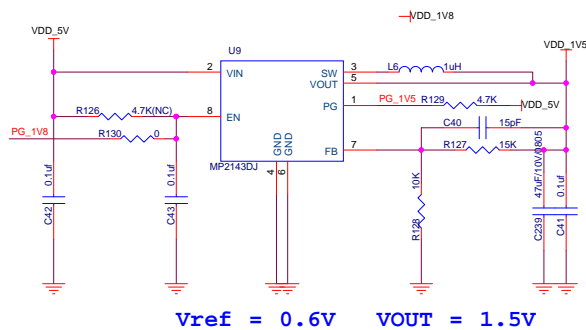 VDD_1V8
VDD_5V
U9
VDD_1V5
2
VIN
SW
3
L6
1uH
VOUT
5
R126
4.7K(NC)
8
EN
PG
1
PG_1V5
R129
4.7K
VDD_5V
PG_1V8
R130
0
C40
15pF
FB
7
R127
15K
GND
GND
MP2143DJ
4
6
0.1uf
C42
0.1uf
C43
10K
R128
47uF/10V/0805
C239
0.1uf
C41
Vref = 0.6V VOUT = 1.5V